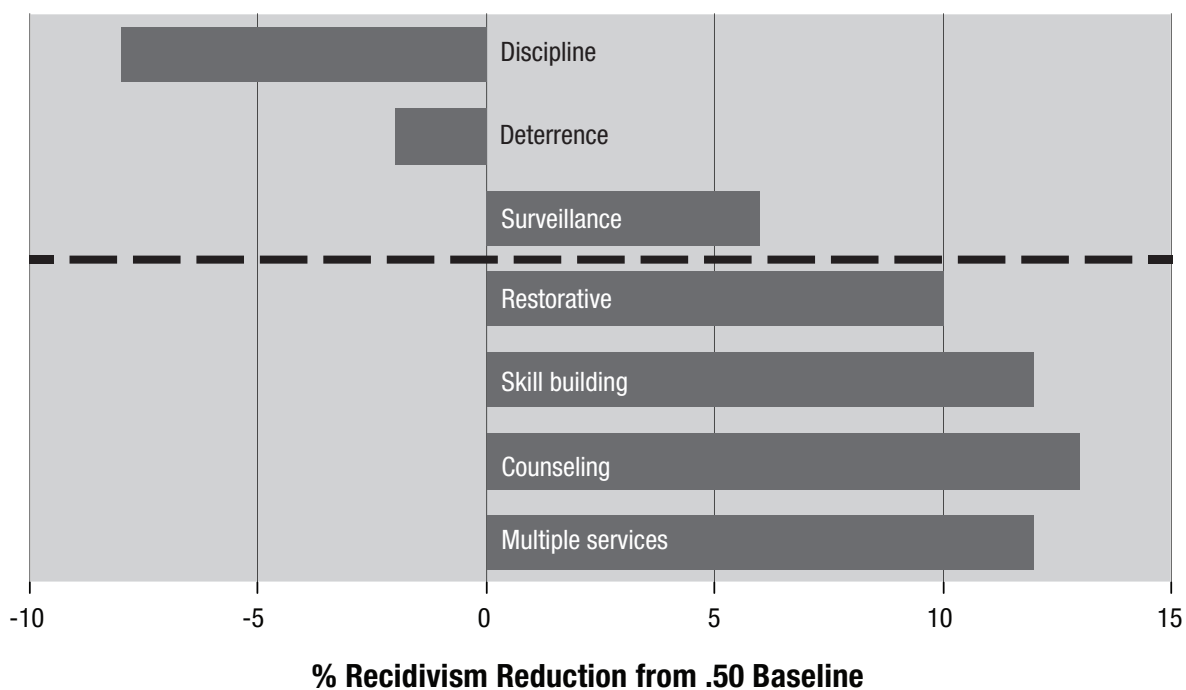 Discipline
Deterrence
Surveillance
Restorative
Skill building
Counseling
Multiple services
-10 -5 0 5 10 15
% Recidivism Reduction from .50 Baseline